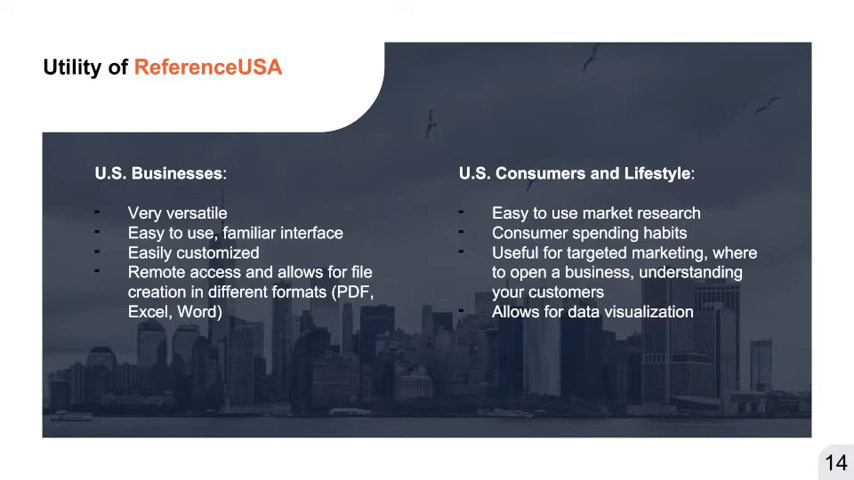 Utility of ReferenceUSA
U.S. Businesses:
- Very versatile
- Easy to use, familiar interface
- Easily customized
- Remote access and allows for file
creation in different formats (PDF,
Excel, Word)
U.S. Consumers and Lifestyle:
- Easy to use market research
- Consumer spending habits
- Useful for targeted marketing, where
to open a business, understanding
your customers
- Allows for data visualization
14